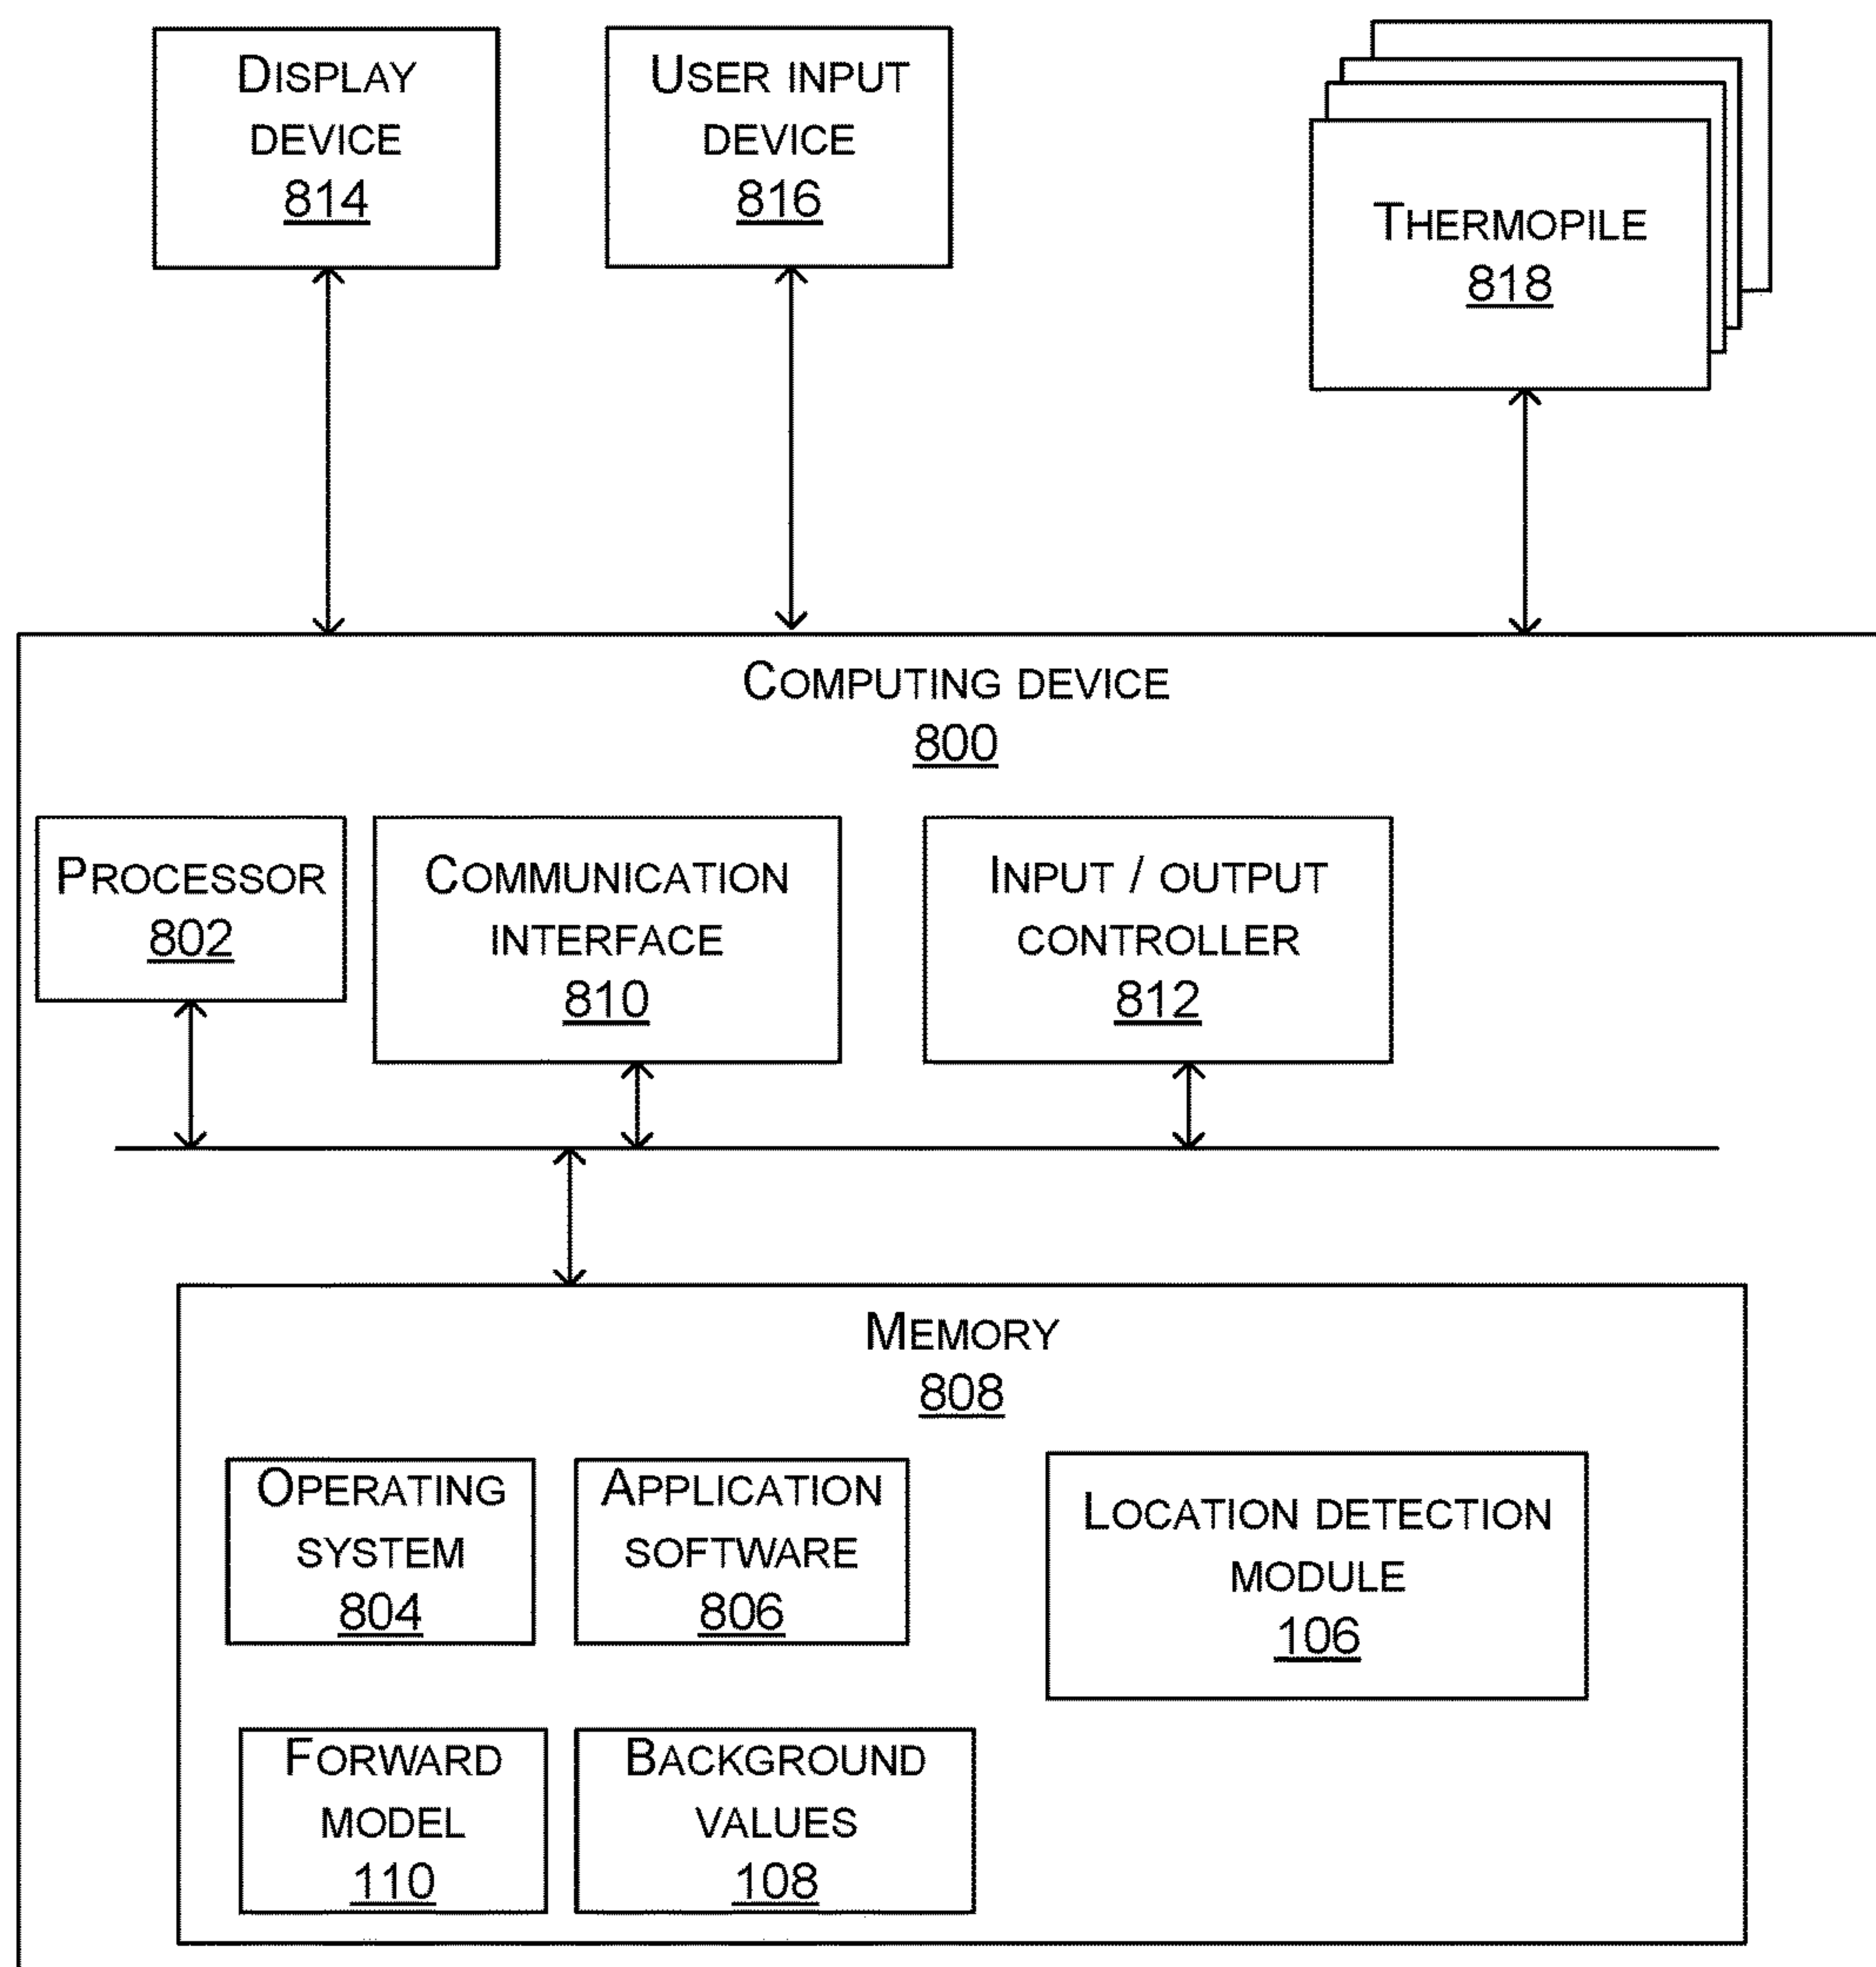 DISPLAY
DEVICE
814
USER INPUT
DEVICE
816
THERMOPILE
818
COMPUTING DEVICE
800
PROCESSOR
802
COMMUNICATION
INTERFACE
810
INPUT / OUTPUT
CONTROLLER
812
MEMORY
808
OPERATING
SYSTEM
804
APPLICATION
SOFTWARE
806
LOCATION DETECTION
MODULE
106
FORWARD
MODEL
110
BACKGROUND
VALUES
108